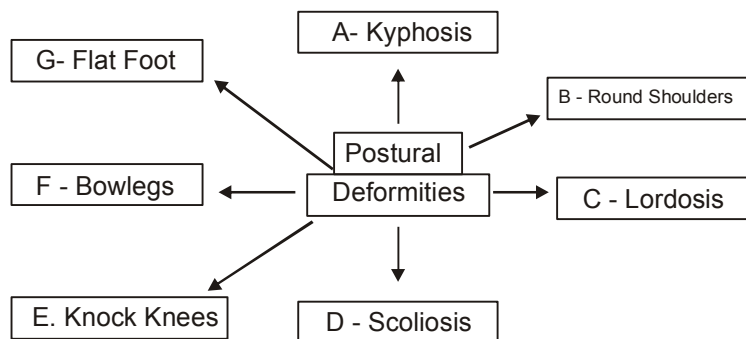 A- Kyphosis
G- Flat Foot
B - Round Shoulders
Postural
Deformities
F - Bowlegs
C - Lordosis
E. Knock Knees
D - Scoliosis